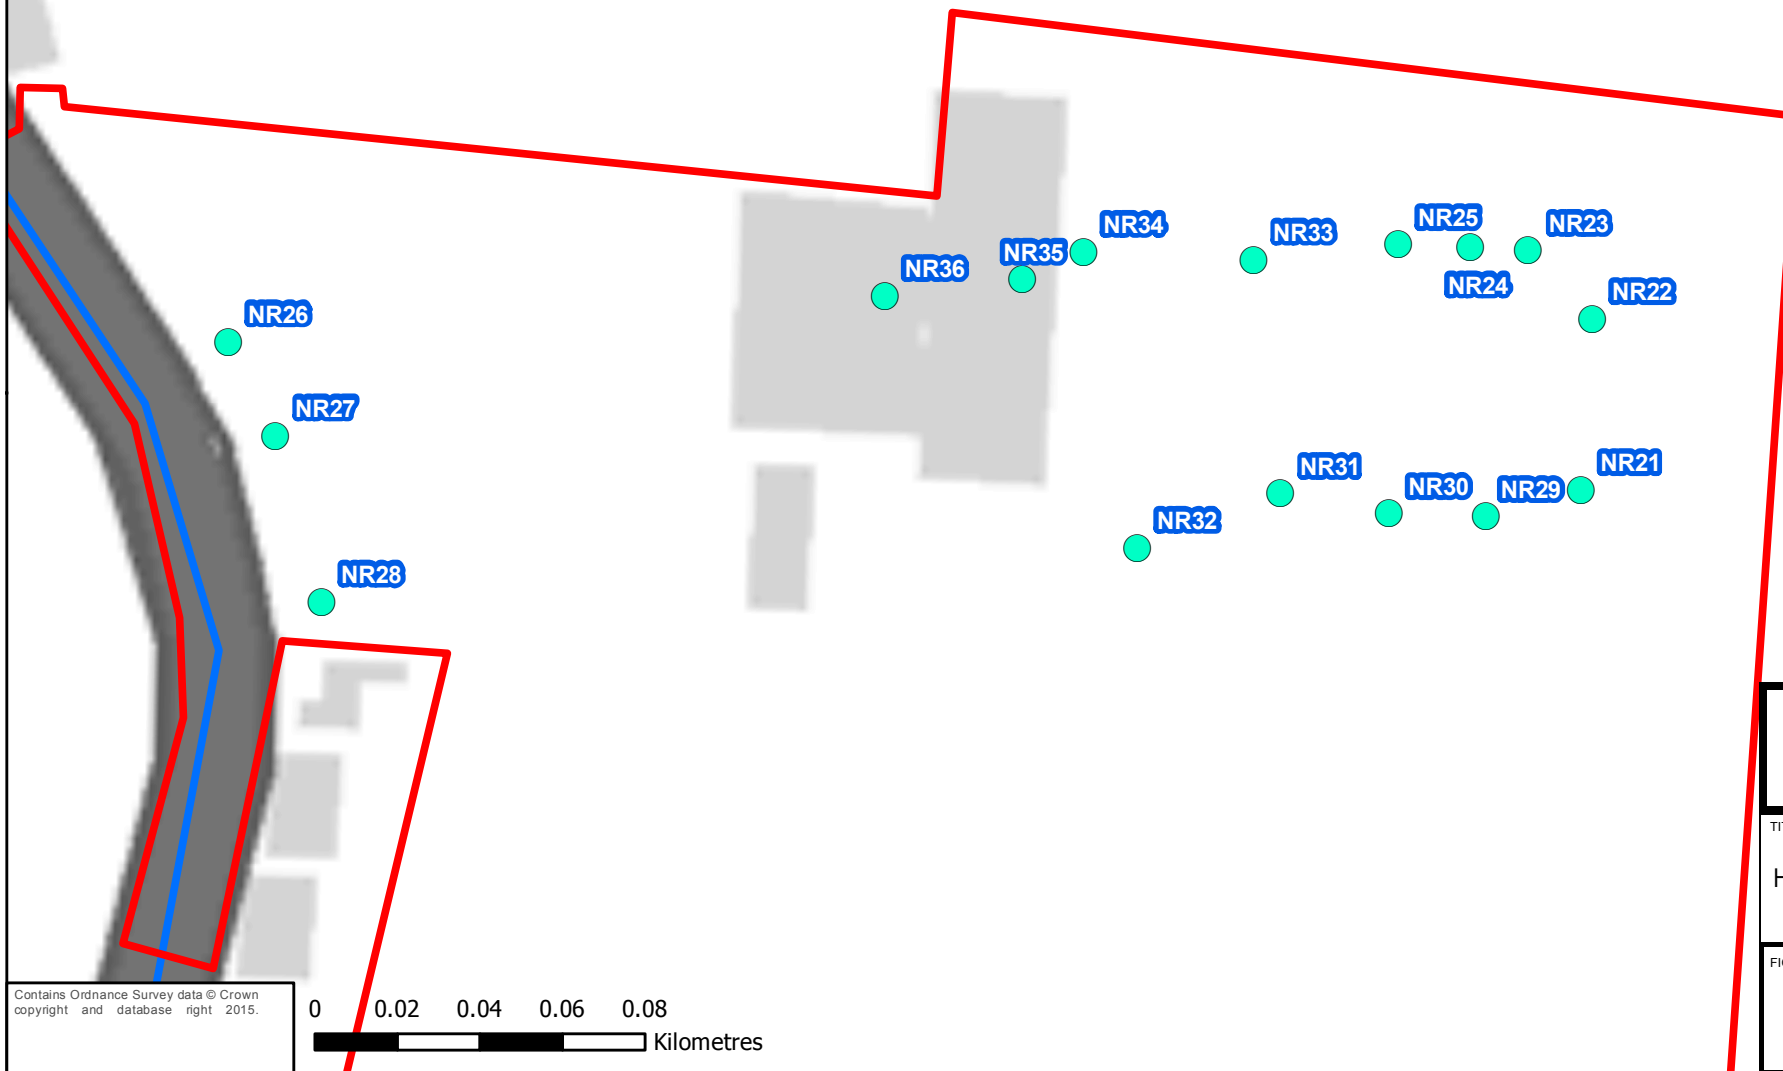 NR34
NR25
NR23
NR33
NR35
NR36
NR24
NR22
NR26
NR27
NR31
NR21
NR30
NR29
NR32
NR28
Contains Ordnance Survey data © Crown
copyright and database right 2015.
0 0.02 0.04 0.06 0.08
Kilometres